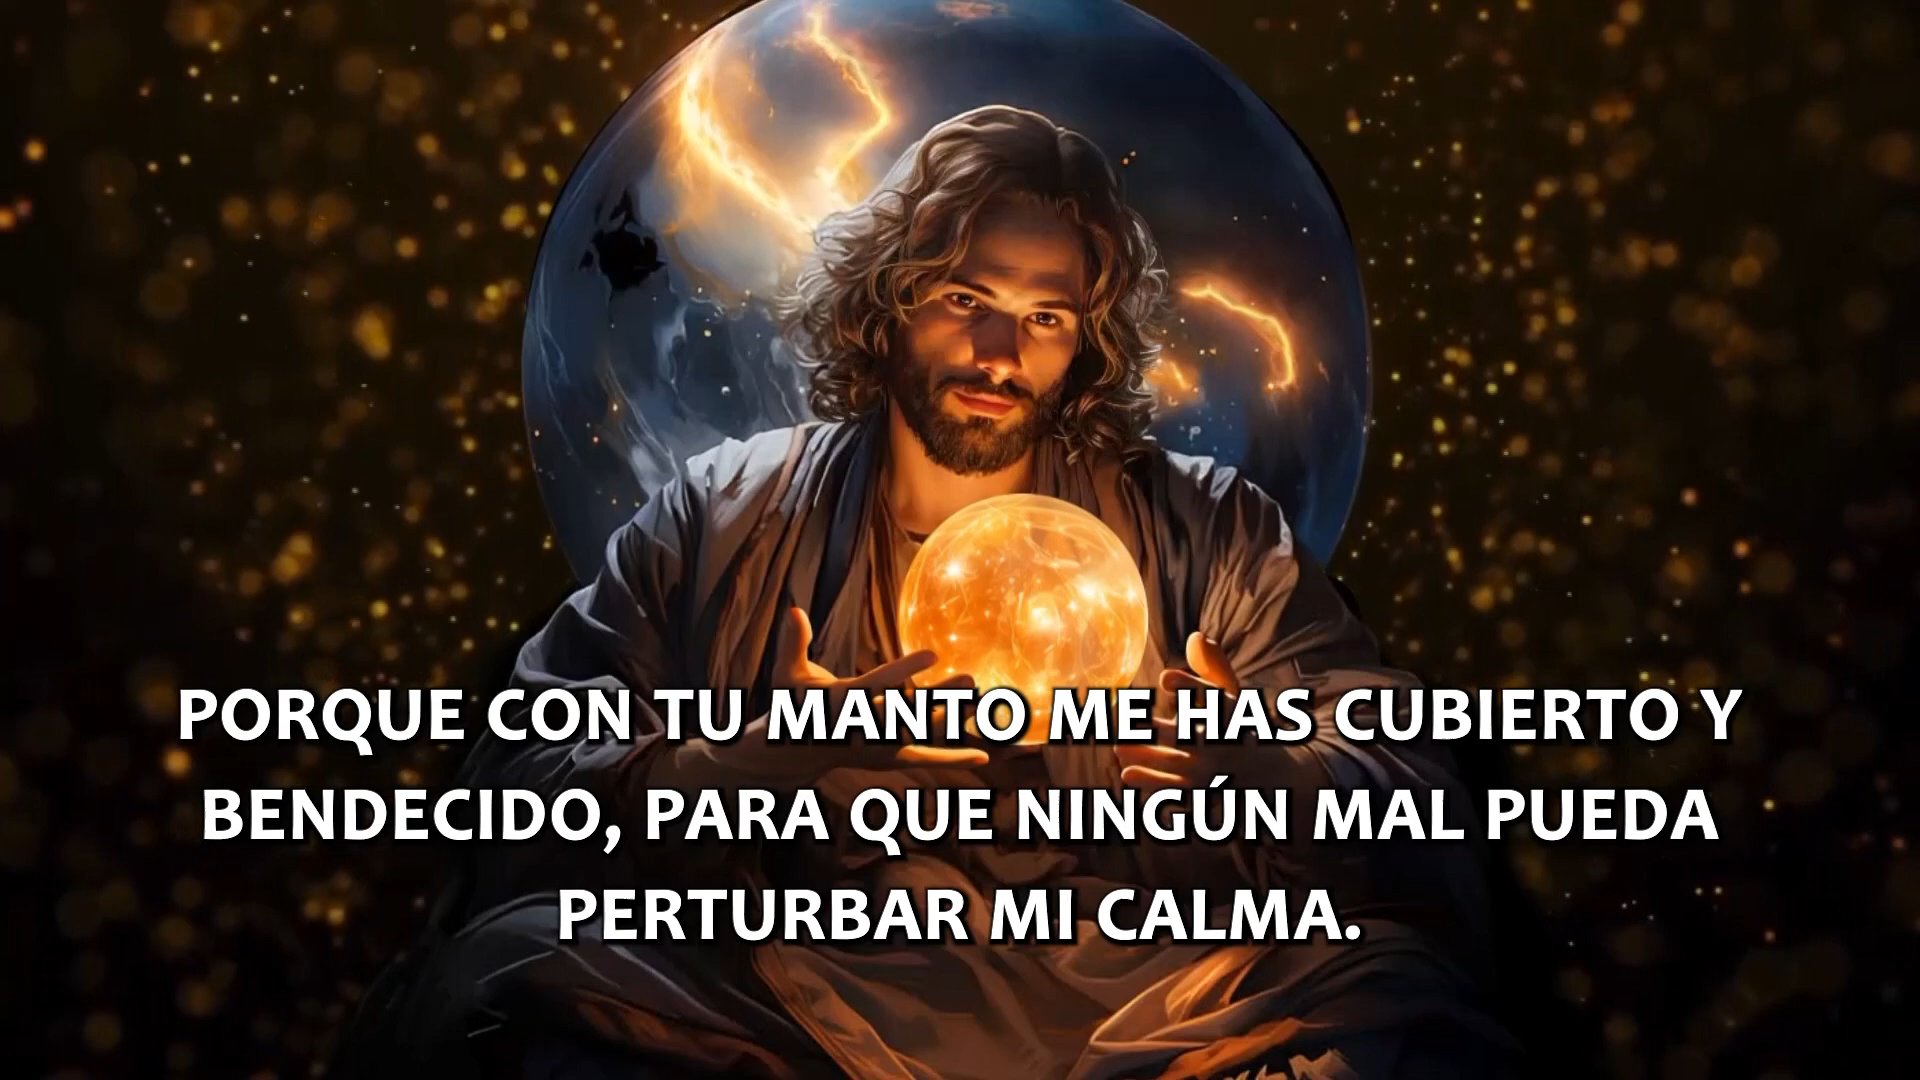 PORQUE CON TU MANTO ME HAS CUBIERTO Y
BENDECIDO, PARA QUE NINGÚN MAL PUEDA
PERTURBAR MI CALMA.